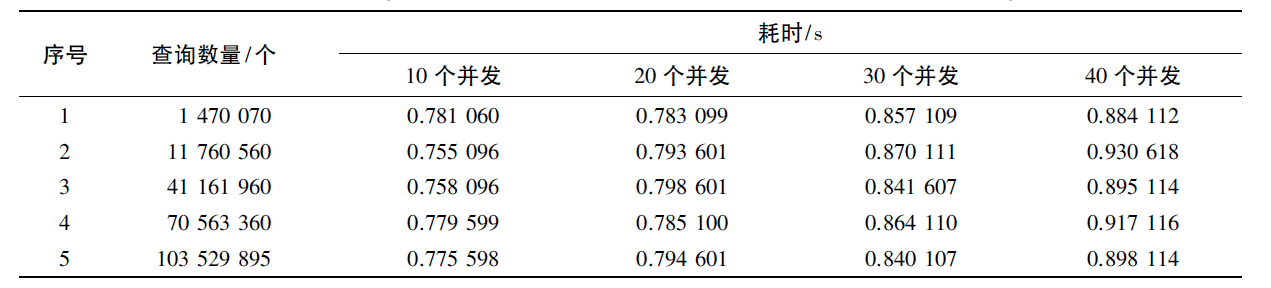 序号 查询数量/个 耗时/s
10 个并发 20 个并发 30 个并发 40 个并发
1 1 470 070 0.781 060 0.783 099 0.857 109 0.884 112
2 11 760 560 0.755 096 0.793 601 0.870 111 0.930 618
3 41 161 960 0.758 096 0.798 601 0.841 607 0.895 114
4 70 563 360 0.779 599 0.785 100 0.864 110 0.917 116
5 103 529 895 0.775 598 0.794 601 0.840 107 0.898 114